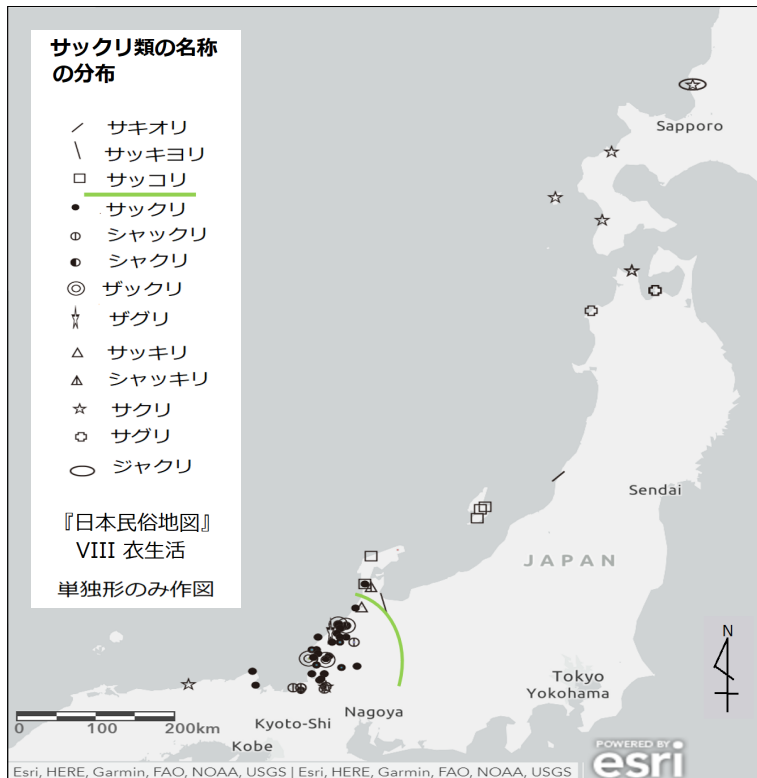 サックリ類の名称
の分布
サキオリ
サッキヨリ
サッコリ
サックリ
シャックリ
シャクリ
ザックリ
ザグリ
サッキリ
シャッキリ
サクリ
サグリ
ジャクリ
『日本民俗地図』
VIII 衣生活
単独形のみ作図
Sapporo
Sendai
JAPAN
Tokyo
Yokohama
Nagoya
Kyoto-Shi
Kobe
N
0 100 200km
POWERED BY
esri
Esri, HERE, Garmin, FAO, NOAA, USGS | Esri, HERE, Garmin, FAO, NOAA, USGS